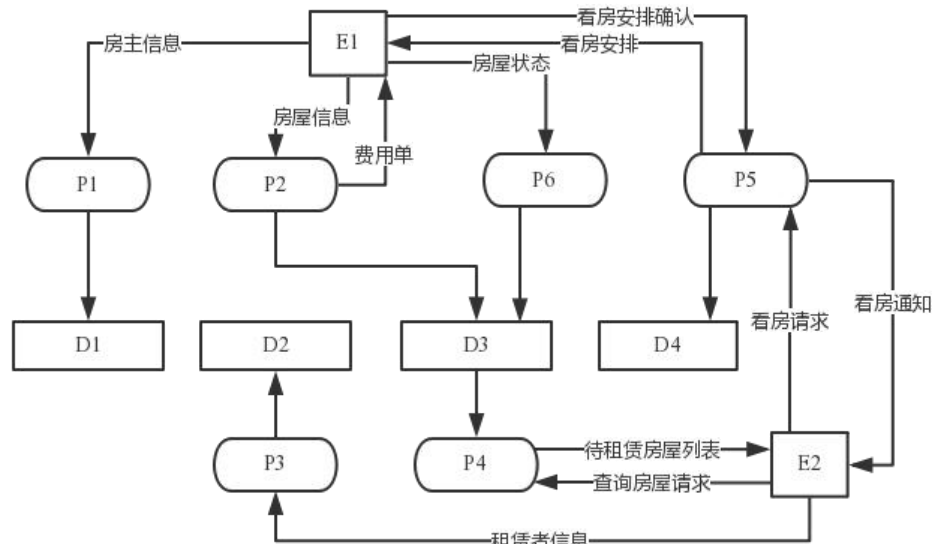 看房安排确认
房主信息
E1
看房安排
房屋状态
房屋信息
费用单
P1
P2
P6
P5
看房通知
看房请求
D1
D2
D3
D4
P3
P4
待租赁房屋列表
E2
查询房屋请求
租赁者信息